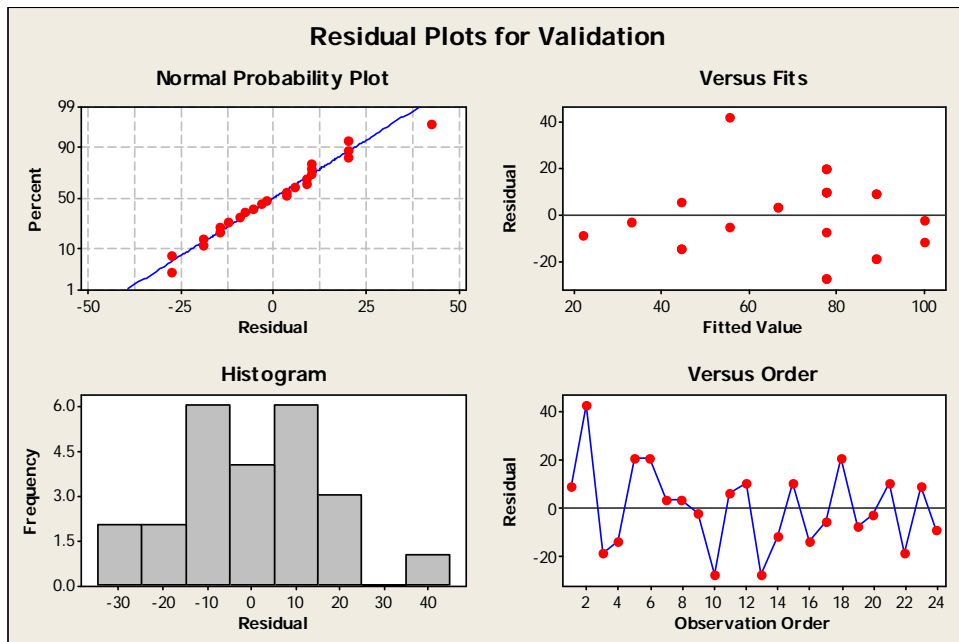 Residual Plots for Validation
Normal Probability Plot
Percent
99
90
50
10
1
-50 -25 0 25 50
Residual
Versus Fits
Residual
40
20
0
-20
20 40 60 80 100
Fitted Value
Histogram
Frequency
6.0
4.5
3.0
1.5
0.0
-30 -20 -10 0 10 20 30 40
Residual
Versus Order
Residual
40
20
0
-20
2 4 6 8 10 12 14 16 18 20 22 24
Observation Order